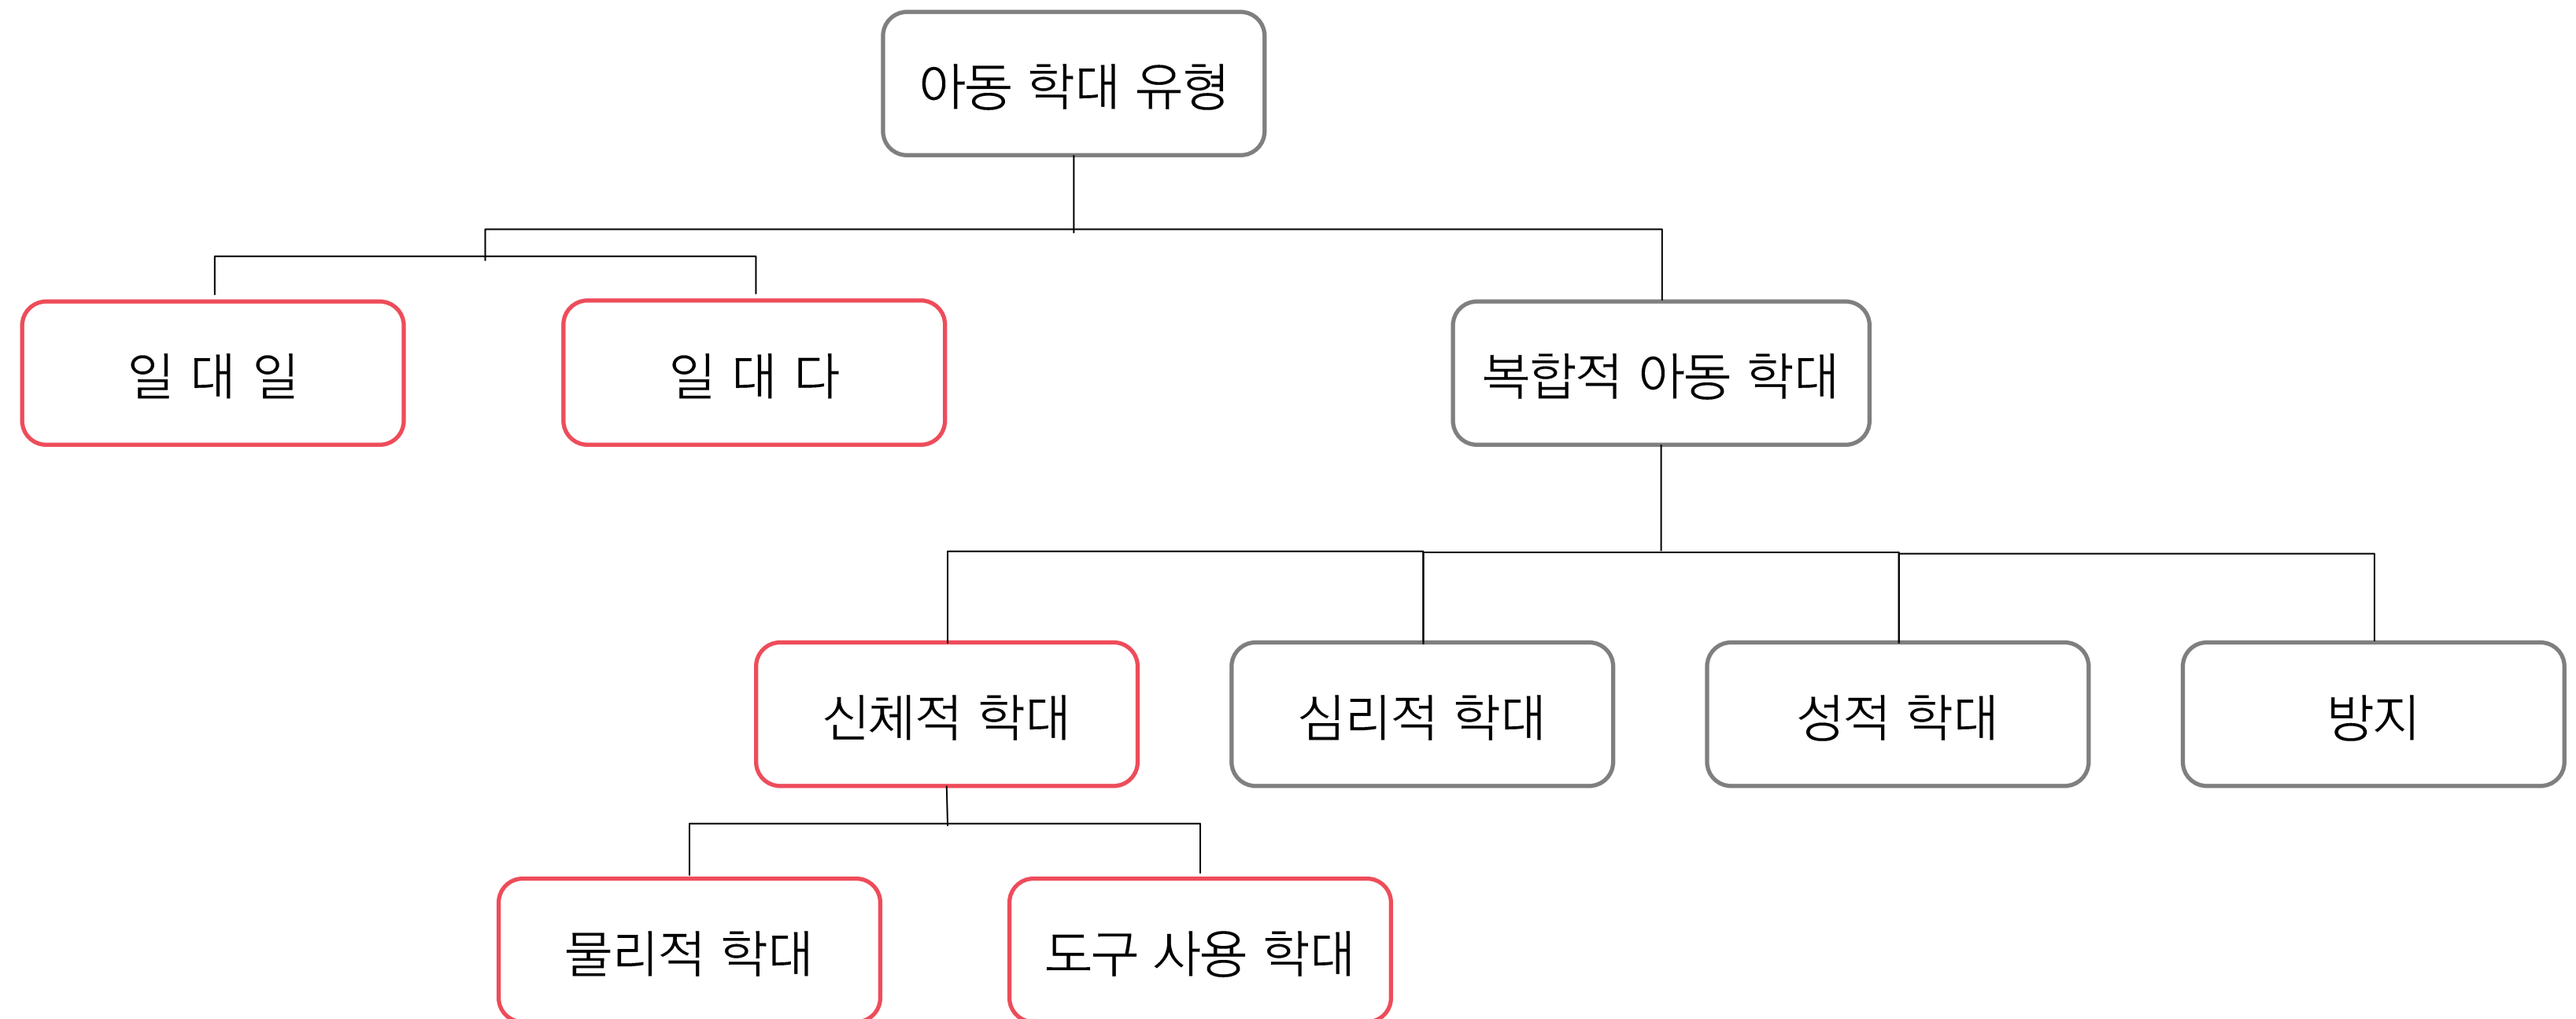 아동 학대 유형
일 대 일
일 대 다
복합적 아동 학대
신체적 학대
심리적 학대
성적 학대
방지
물리적 학대
도구 사용 학대